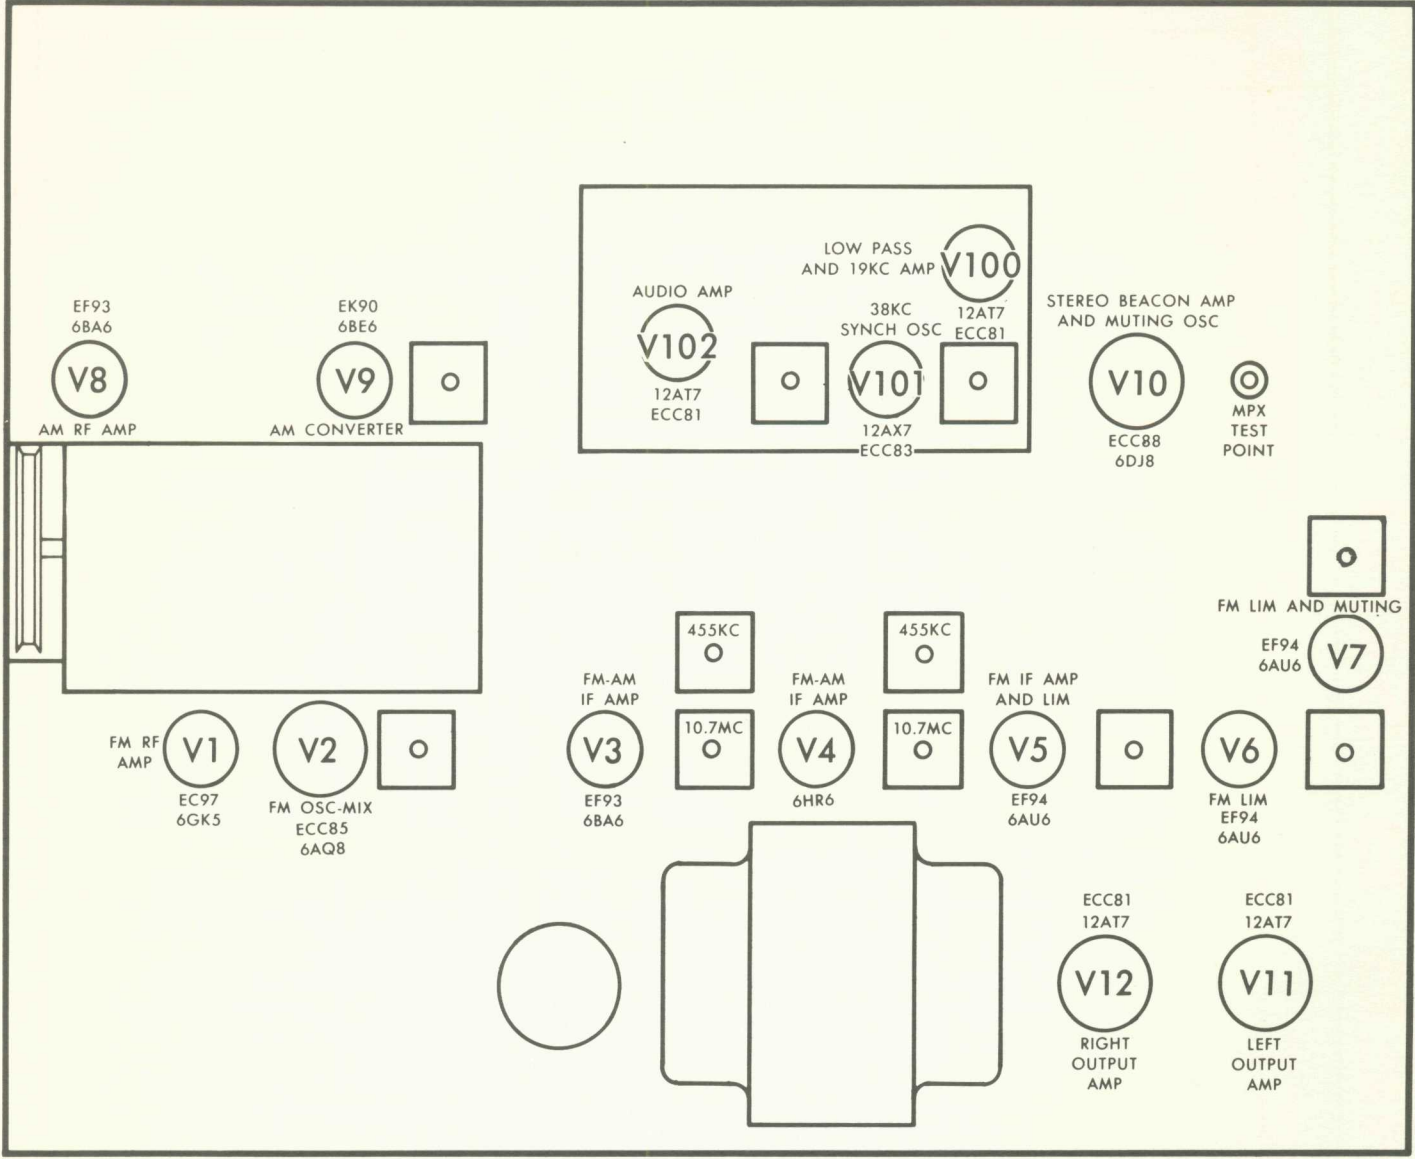 LOW PASS
AND 19KC AMP
V100
12AT7
ECC81
AUDIO AMP
V102
12AT7
ECC81
38KC
SYNCH OSC
V101
12AX7
ECC83
STEREO BEACON AMP
AND MUTING OSC
V10
ECC88
6DJ8
MPX
TEST
POINT
EF93
6BA6
V8
AM RF AMP
EK90
6BE6
V9
AM CONVERTER
FM LIM AND MUTING
EF94
6AU6
V7
455KC
455KC
FM RF
AMP
V1
EC97
6GK5
V2
FM OSC-MIX
ECC85
6AQ8
FM-AM
IF AMP
V3
EF93
6BA6
10.7MC
FM-AM
IF AMP
V4
6HR6
10.7MC
FM IF AMP
AND LIM
V5
EF94
6AU6
V6
FM LIM
EF94
6AU6
ECC81
12AT7
V12
RIGHT
OUTPUT
AMP
ECC81
12AT7
V11
LEFT
OUTPUT
AMP